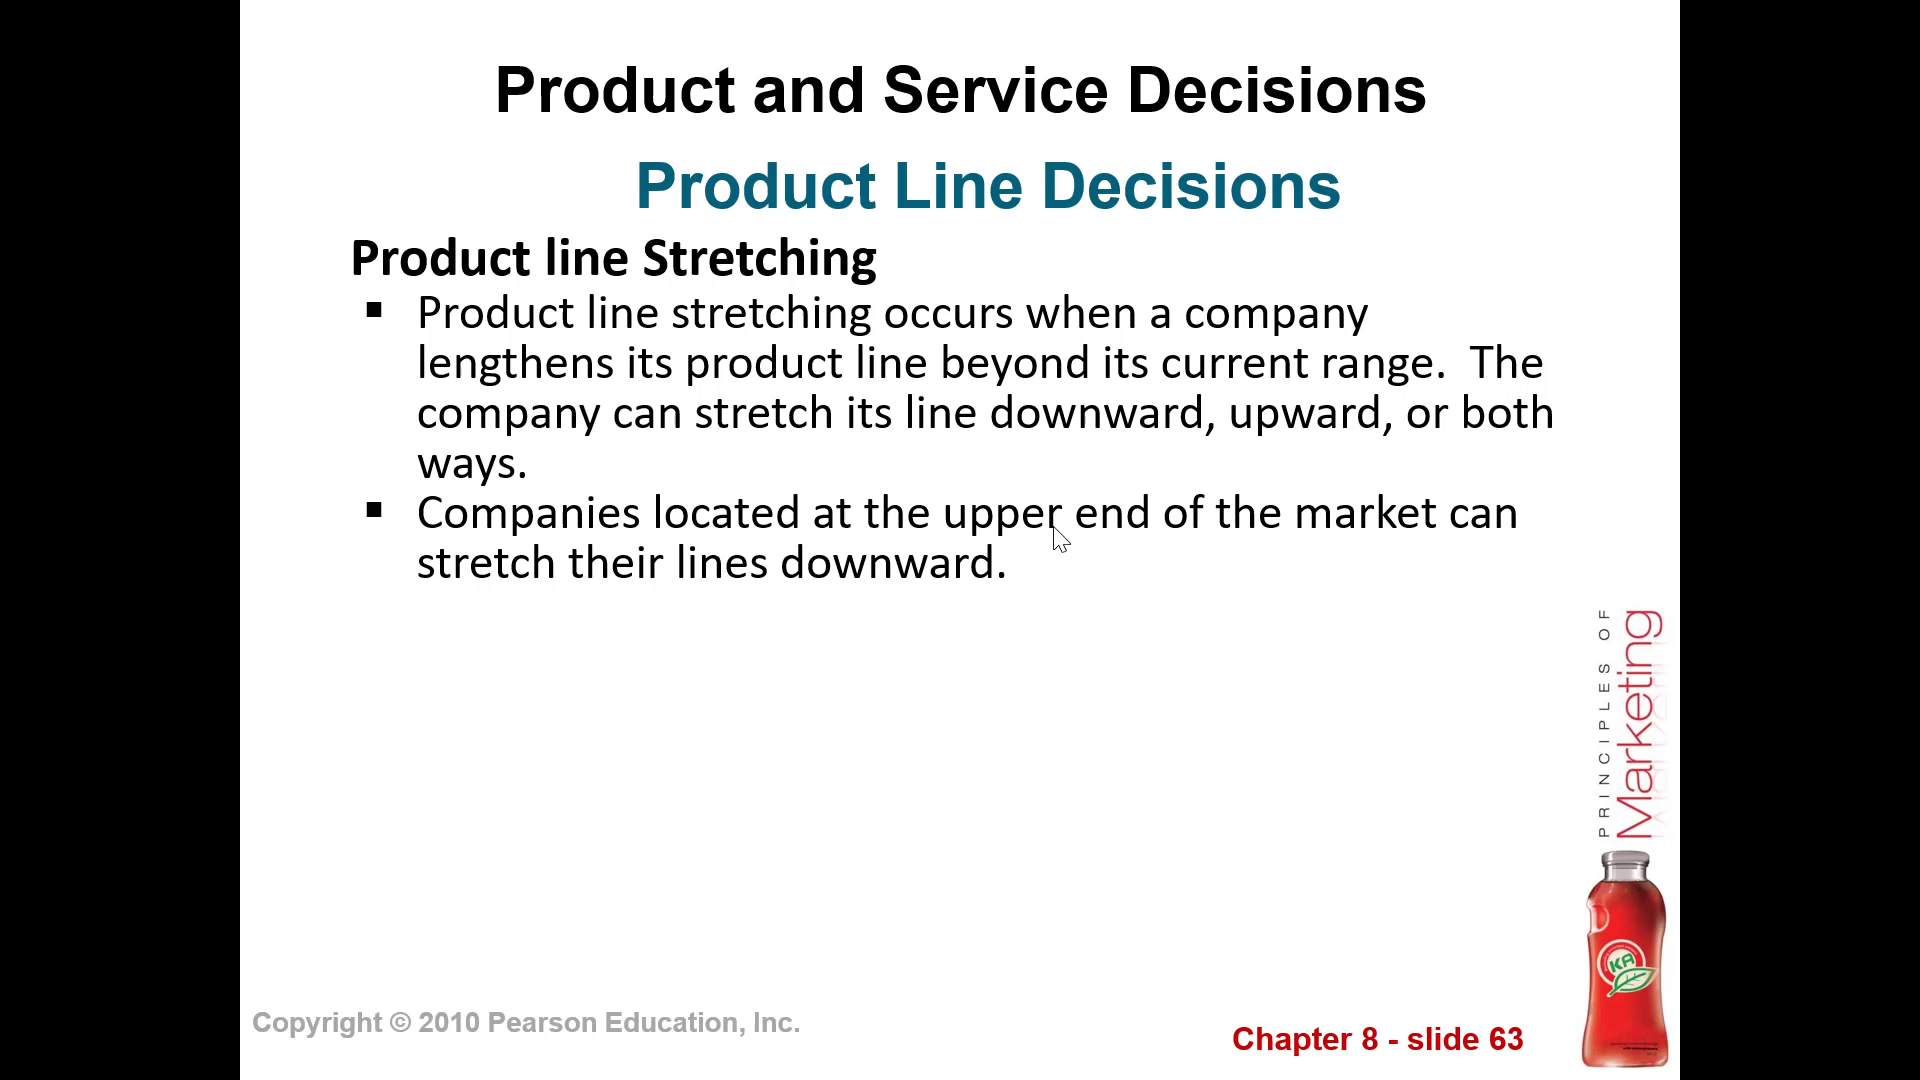 Product and Service Decisions
Product Line Decisions
Product line Stretching
▪ Product line stretching occurs when a company
lengthens its product line beyond its current range.  The
company can stretch its line downward, upward, or both
ways.
▪ Companies located at the upper end of the market can
stretch their lines downward.
PRINCIPLES OF
Marketing
KA
Copyright © 2010 Pearson Education, Inc.
Chapter 8 - slide 63